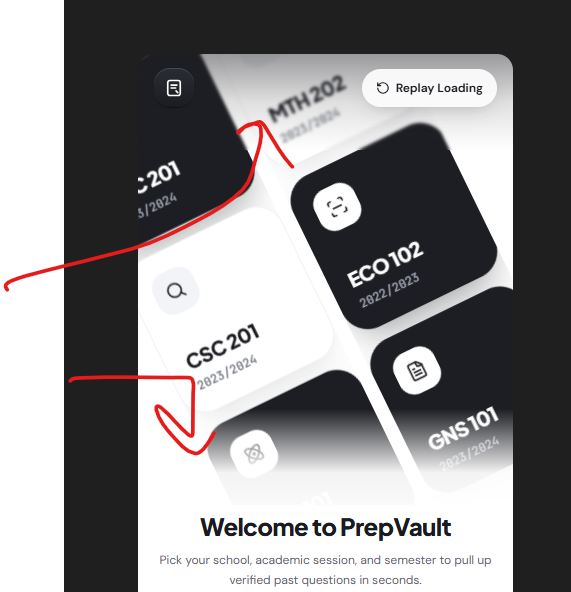 MTH 202
2023/2024
Replay Loading
C 201
3/2024
ECO 102
2022/2023
CSC 201
2023/2024
GNS 101
2023/2024
Welcome to PrepVault
Pick your school, academic session, and semester to pull up
verified past questions in seconds.